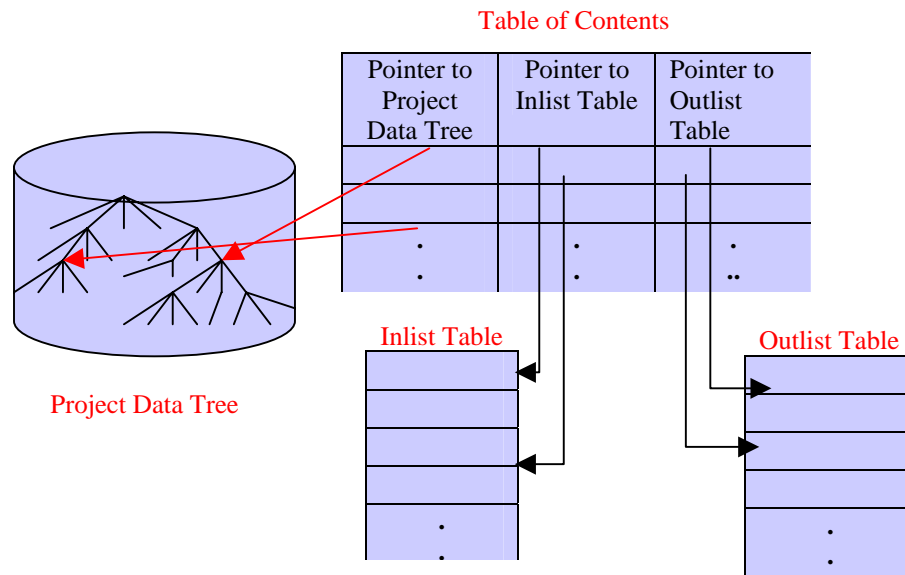 Table of Contents
Pointer to
Project
Data Tree
Pointer to
Inlist Table
Pointer to
Outlist
Table
Inlist Table
Outlist Table
Project Data Tree